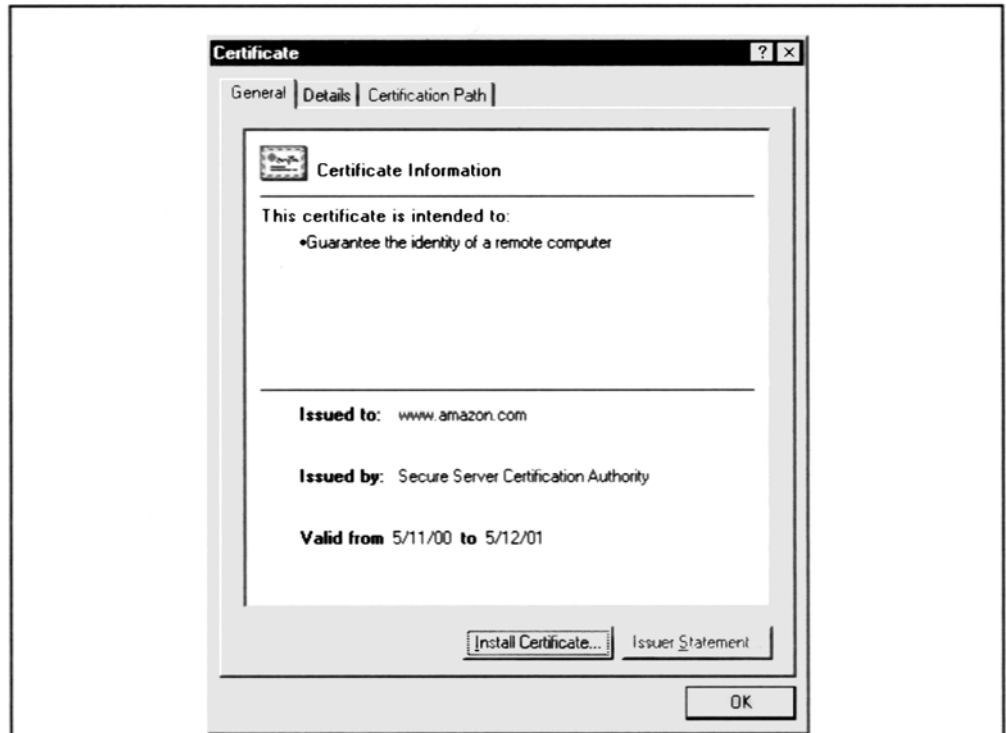 Certificate
? ×
General Details Certification Path
Certificate Information
This certificate is intended to:
•Guarantee the identity of a remote computer
Issued to: www.amazon.com
Issued by: Secure Server Certification Authority
Valid from 5/11/00 to 5/12/01
Install Certificate... Issuer Statement...
OK